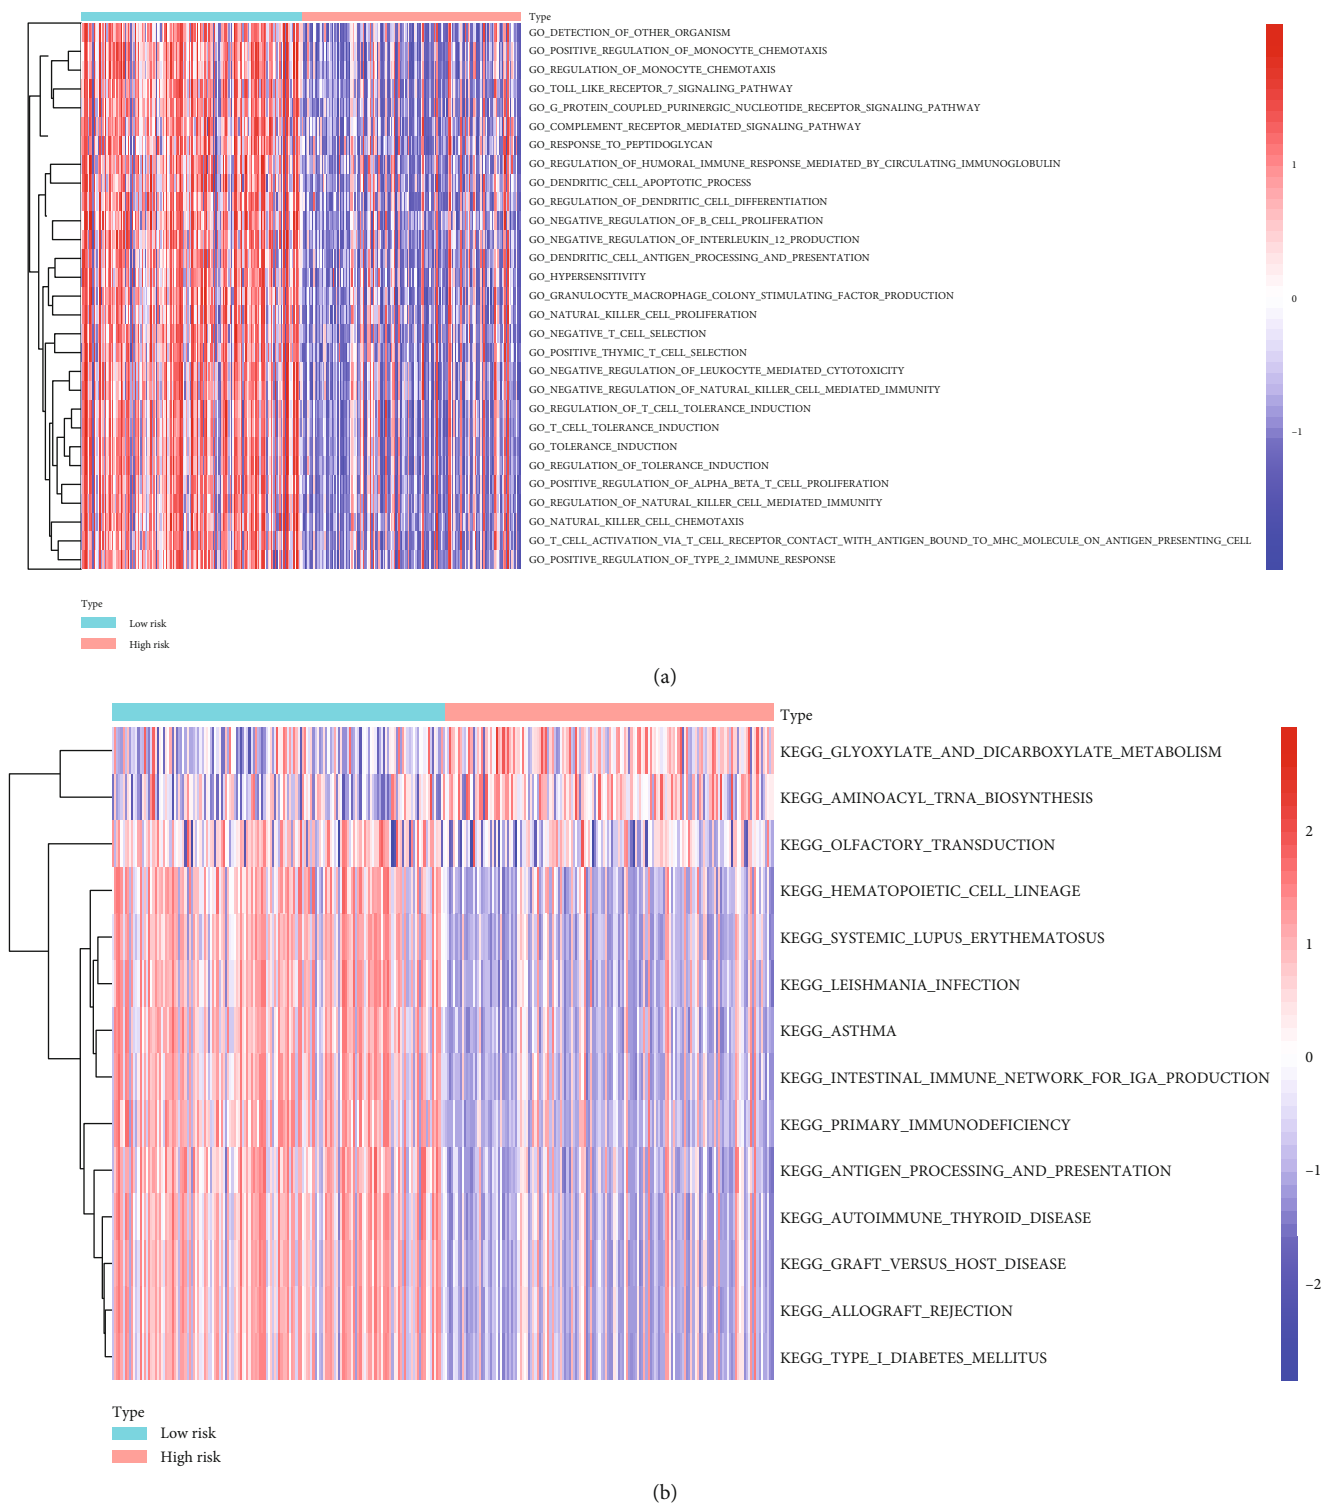 Type
GO_DETECTION_OF_OTHER_ORGANISM
GO_POSITIVE_REGULATION_OF_MONOCYTE_CHEMOTAXIS
GO_REGULATION_OF_MONOCYTE_CHEMOTAXIS
GO_TOLL_LIKE_RECEPTOR_7_SIGNALING_PATHWAY
GO_G_PROTEIN_COUPLED_PURINERGIC_NUCLEOTIDE_RECEPTOR_SIGNALING_PATHWAY
GO_COMPLEMENT_RECEPTOR_MEDIATED_SIGNALING_PATHWAY
GO_RESPONSE_TO_PEPTIDOGLYCAN
GO_REGULATION_OF_HUMORAL_IMMUNE_RESPONSE_MEDIATED_BY_CIRCULATING_IMMUNOGLOBULIN
GO_DENDRITIC_CELL_APOPTOTIC_PROCESS
GO_REGULATION_OF_DENDRITIC_CELL_DIFFERENTIATION
GO_NEGATIVE_REGULATION_OF_B_CELL_PROLIFERATION
GO_NEGATIVE_REGULATION_OF_INTERLEUKIN_12_PRODUCTION
GO_DENDRITIC_CELL_ANTIGEN_PROCESSING_AND_PRESENTATION
GO_HYPERSENSITIVITY
GO_GRANULOCYTE_MACROPHAGE_COLONY_STIMULATING_FACTOR_PRODUCTION
GO_NATURAL_KILLER_CELL_PROLIFERATION
GO_NEGATIVE_T_CELL_SELECTION
GO_POSITIVE_THYMIC_T_CELL_SELECTION
GO_NEGATIVE_REGULATION_OF_LEUKOCYTE_MEDIATED_CYTOTOXICITY
GO_NEGATIVE_REGULATION_OF_NATURAL_KILLER_CELL_MEDIATED_IMMUNITY
GO_REGULATION_OF_T_CELL_TOLERANCE_INDUCTION
GO_T_CELL_TOLERANCE_INDUCTION
GO_TOLERANCE_INDUCTION
GO_REGULATION_OF_TOLERANCE_INDUCTION
GO_POSITIVE_REGULATION_OF_ALPHA_BETA_T_CELL_PROLIFERATION
GO_REGULATION_OF_NATURAL_KILLER_CELL_MEDIATED_IMMUNITY
GO_NATURAL_KILLER_CELL_CHEMOTAXIS
GO_T_CELL_ACTIVATION_VIA_T_CELL_RECEPTOR_CONTACT_WITH_ANTIGEN_BOUND_TO_MHC_MOLECULE_ON_ANTIGEN_PRESENTING_CELL
GO_POSITIVE_REGULATION_OF_TYPE_2_IMMUNE_RESPONSE
1
0
−1
Type
Low risk
High risk
(a)
Type
KEGG_GLYOXYLATE_AND_DICARBOXYLATE_METABOLISM
KEGG_AMINOACYL_TRNA_BIOSYNTHESIS
KEGG_OLFACTORY_TRANSDUCTION
KEGG_HEMATOPOIETIC_CELL_LINEAGE
KEGG_SYSTEMIC_LUPUS_ERYTHEMATOSUS
KEGG_LEISHMANIA_INFECTION
KEGG_ASTHMA
KEGG_INTESTINAL_IMMUNE_NETWORK_FOR_IGA_PRODUCTION
KEGG_PRIMARY_IMMUNODEFICIENCY
KEGG_ANTIGEN_PROCESSING_AND_PRESENTATION
KEGG_AUTOIMMUNE_THYROID_DISEASE
KEGG_GRAFT_VERSUS_HOST_DISEASE
KEGG_ALLOGRAFT_REJECTION
KEGG_TYPE_I_DIABETES_MELLITUS
2
1
0
−1
−2
Type
Low risk
High risk
(b)